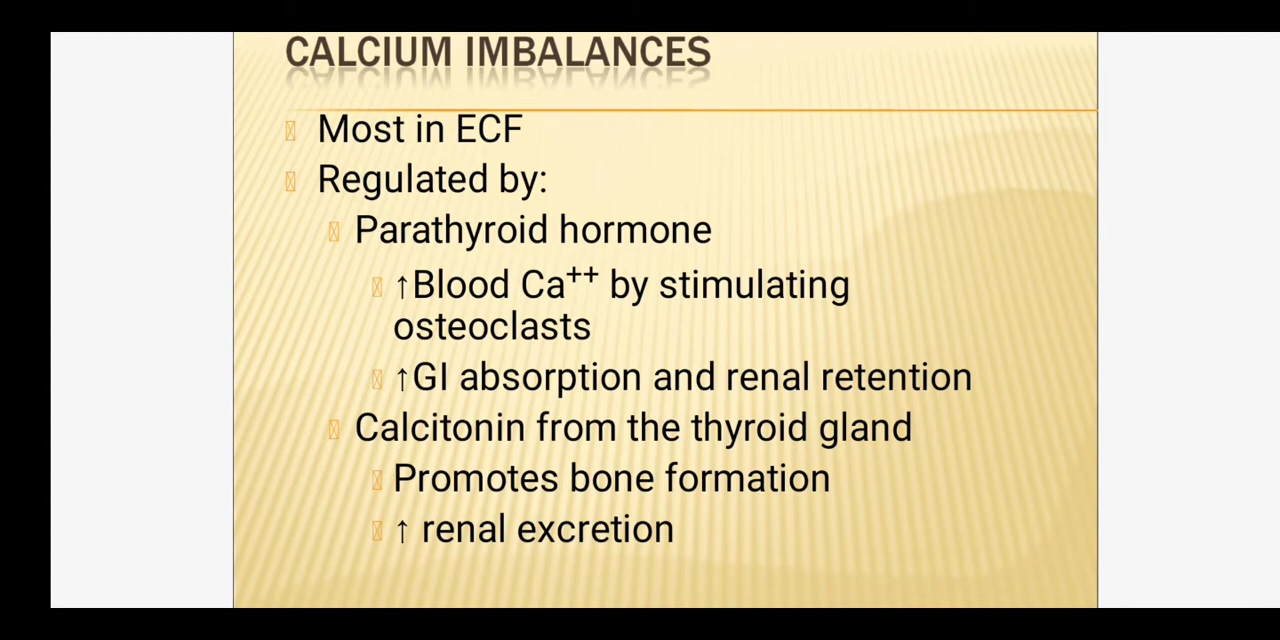 CALCIUM IMBALANCES
Most in ECF
Regulated by:
Parathyroid hormone
↑Blood Ca⁺⁺ by stimulating
osteoclasts
↑GI absorption and renal retention
Calcitonin from the thyroid gland
Promotes bone formation
↑ renal excretion